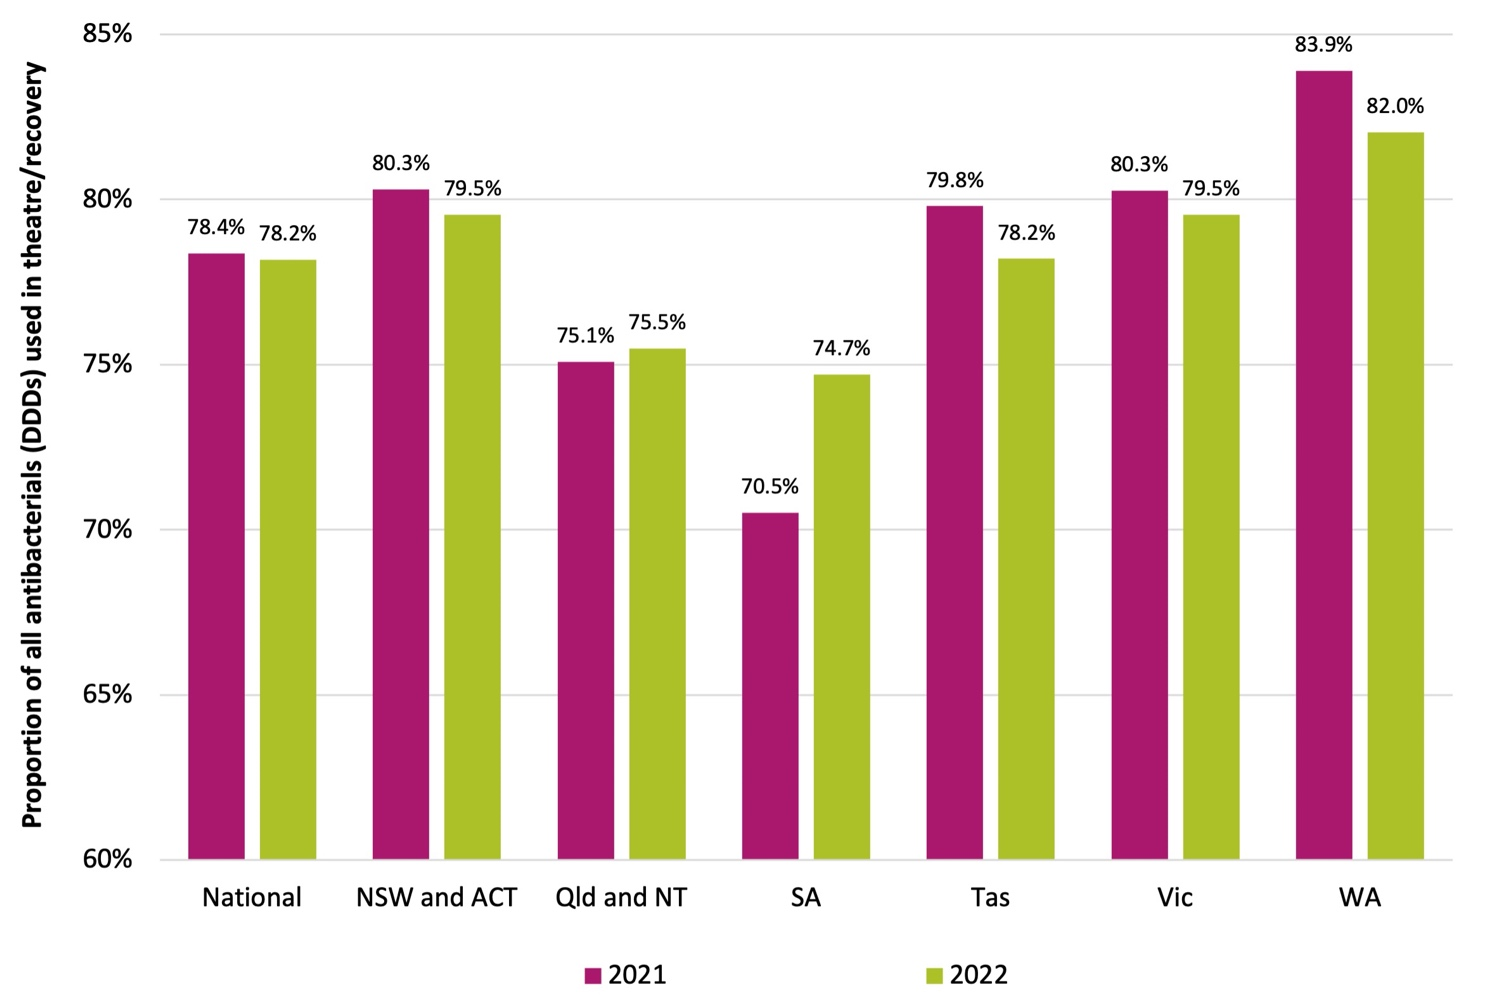 Proportion of all antibacterials (DDDs) used in theatre/recovery
85%
80%
75%
70%
65%
60%
78.4%
78.2%
80.3%
79.5%
75.1%
75.5%
70.5%
74.7%
79.8%
78.2%
80.3%
79.5%
83.9%
82.0%
National
NSW and ACT
Qld and NT
SA
Tas
Vic
WA
2021
2022